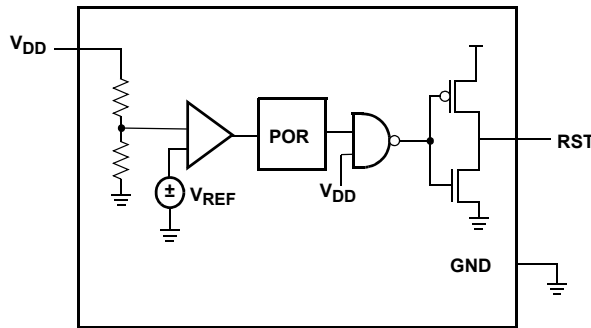 VDD
POR
RST
±
VREF
VDD
GND